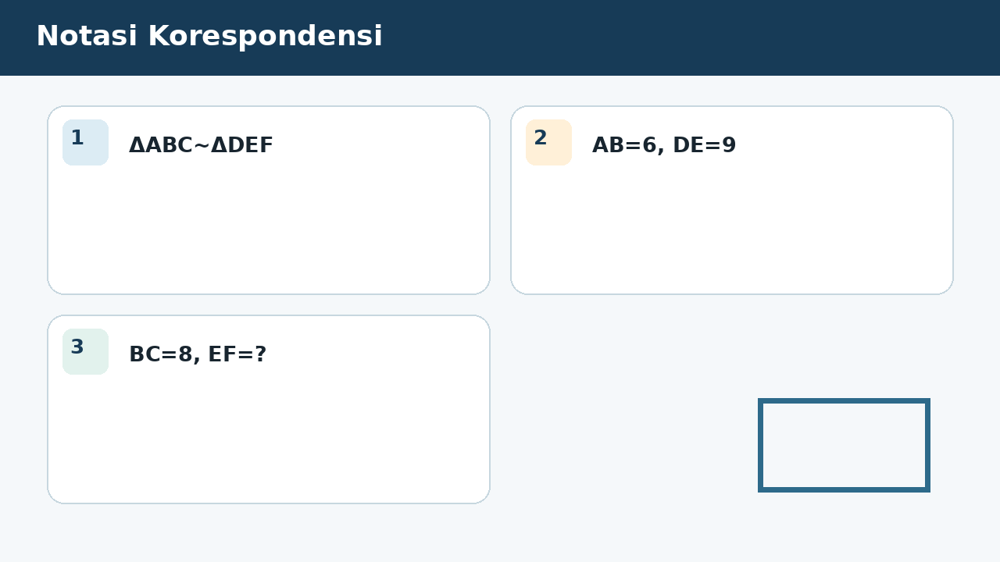 Notasi Korespondensi
1
ΔABC~ΔDEF
2
AB=6, DE=9
3
BC=8, EF=?